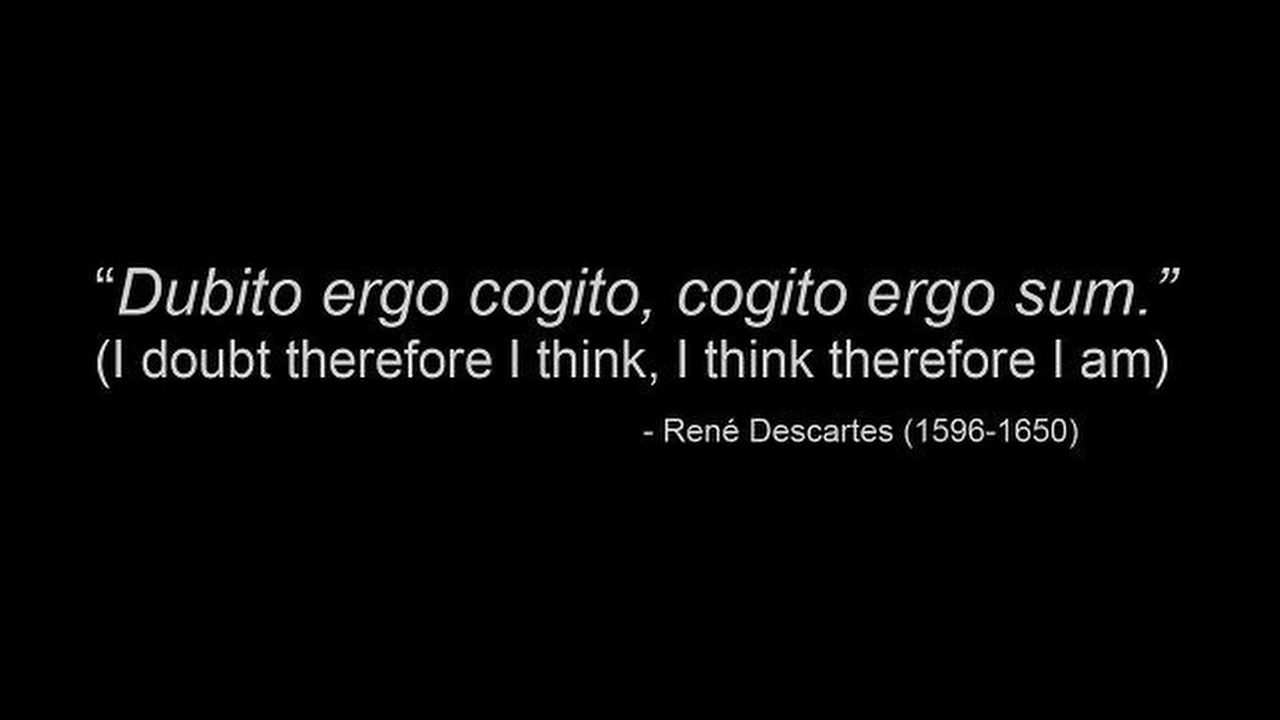 “Dubito ergo cogito, cogito ergo sum.”
(I doubt therefore I think, I think therefore I am)
- René Descartes (1596-1650)